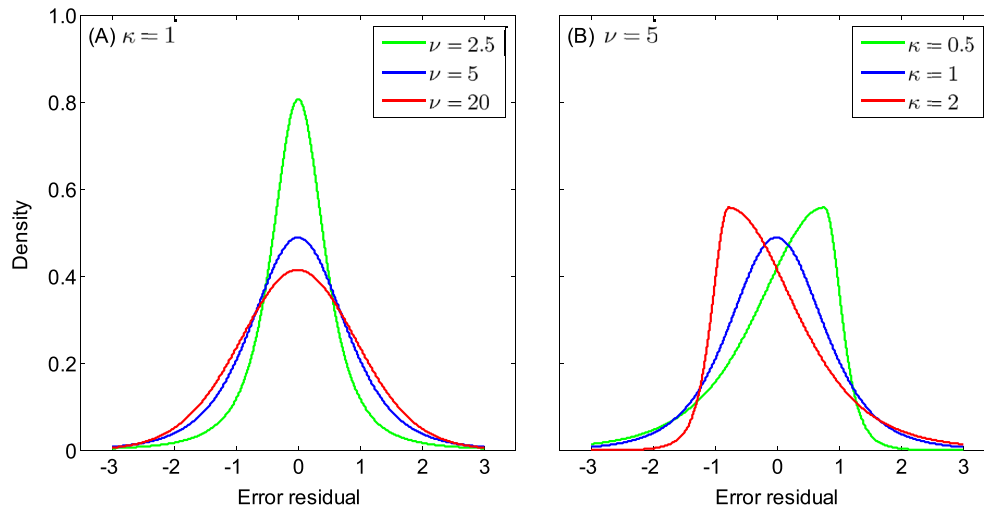 (A) κ = 1
ν = 2.5
ν = 5
ν = 20
1.0
0.8
0.6
0.4
0.2
0
Density
-3 -2 -1 0 1 2 3
Error residual
(B) ν = 5
κ = 0.5
κ = 1
κ = 2
-3 -2 -1 0 1 2 3
Error residual